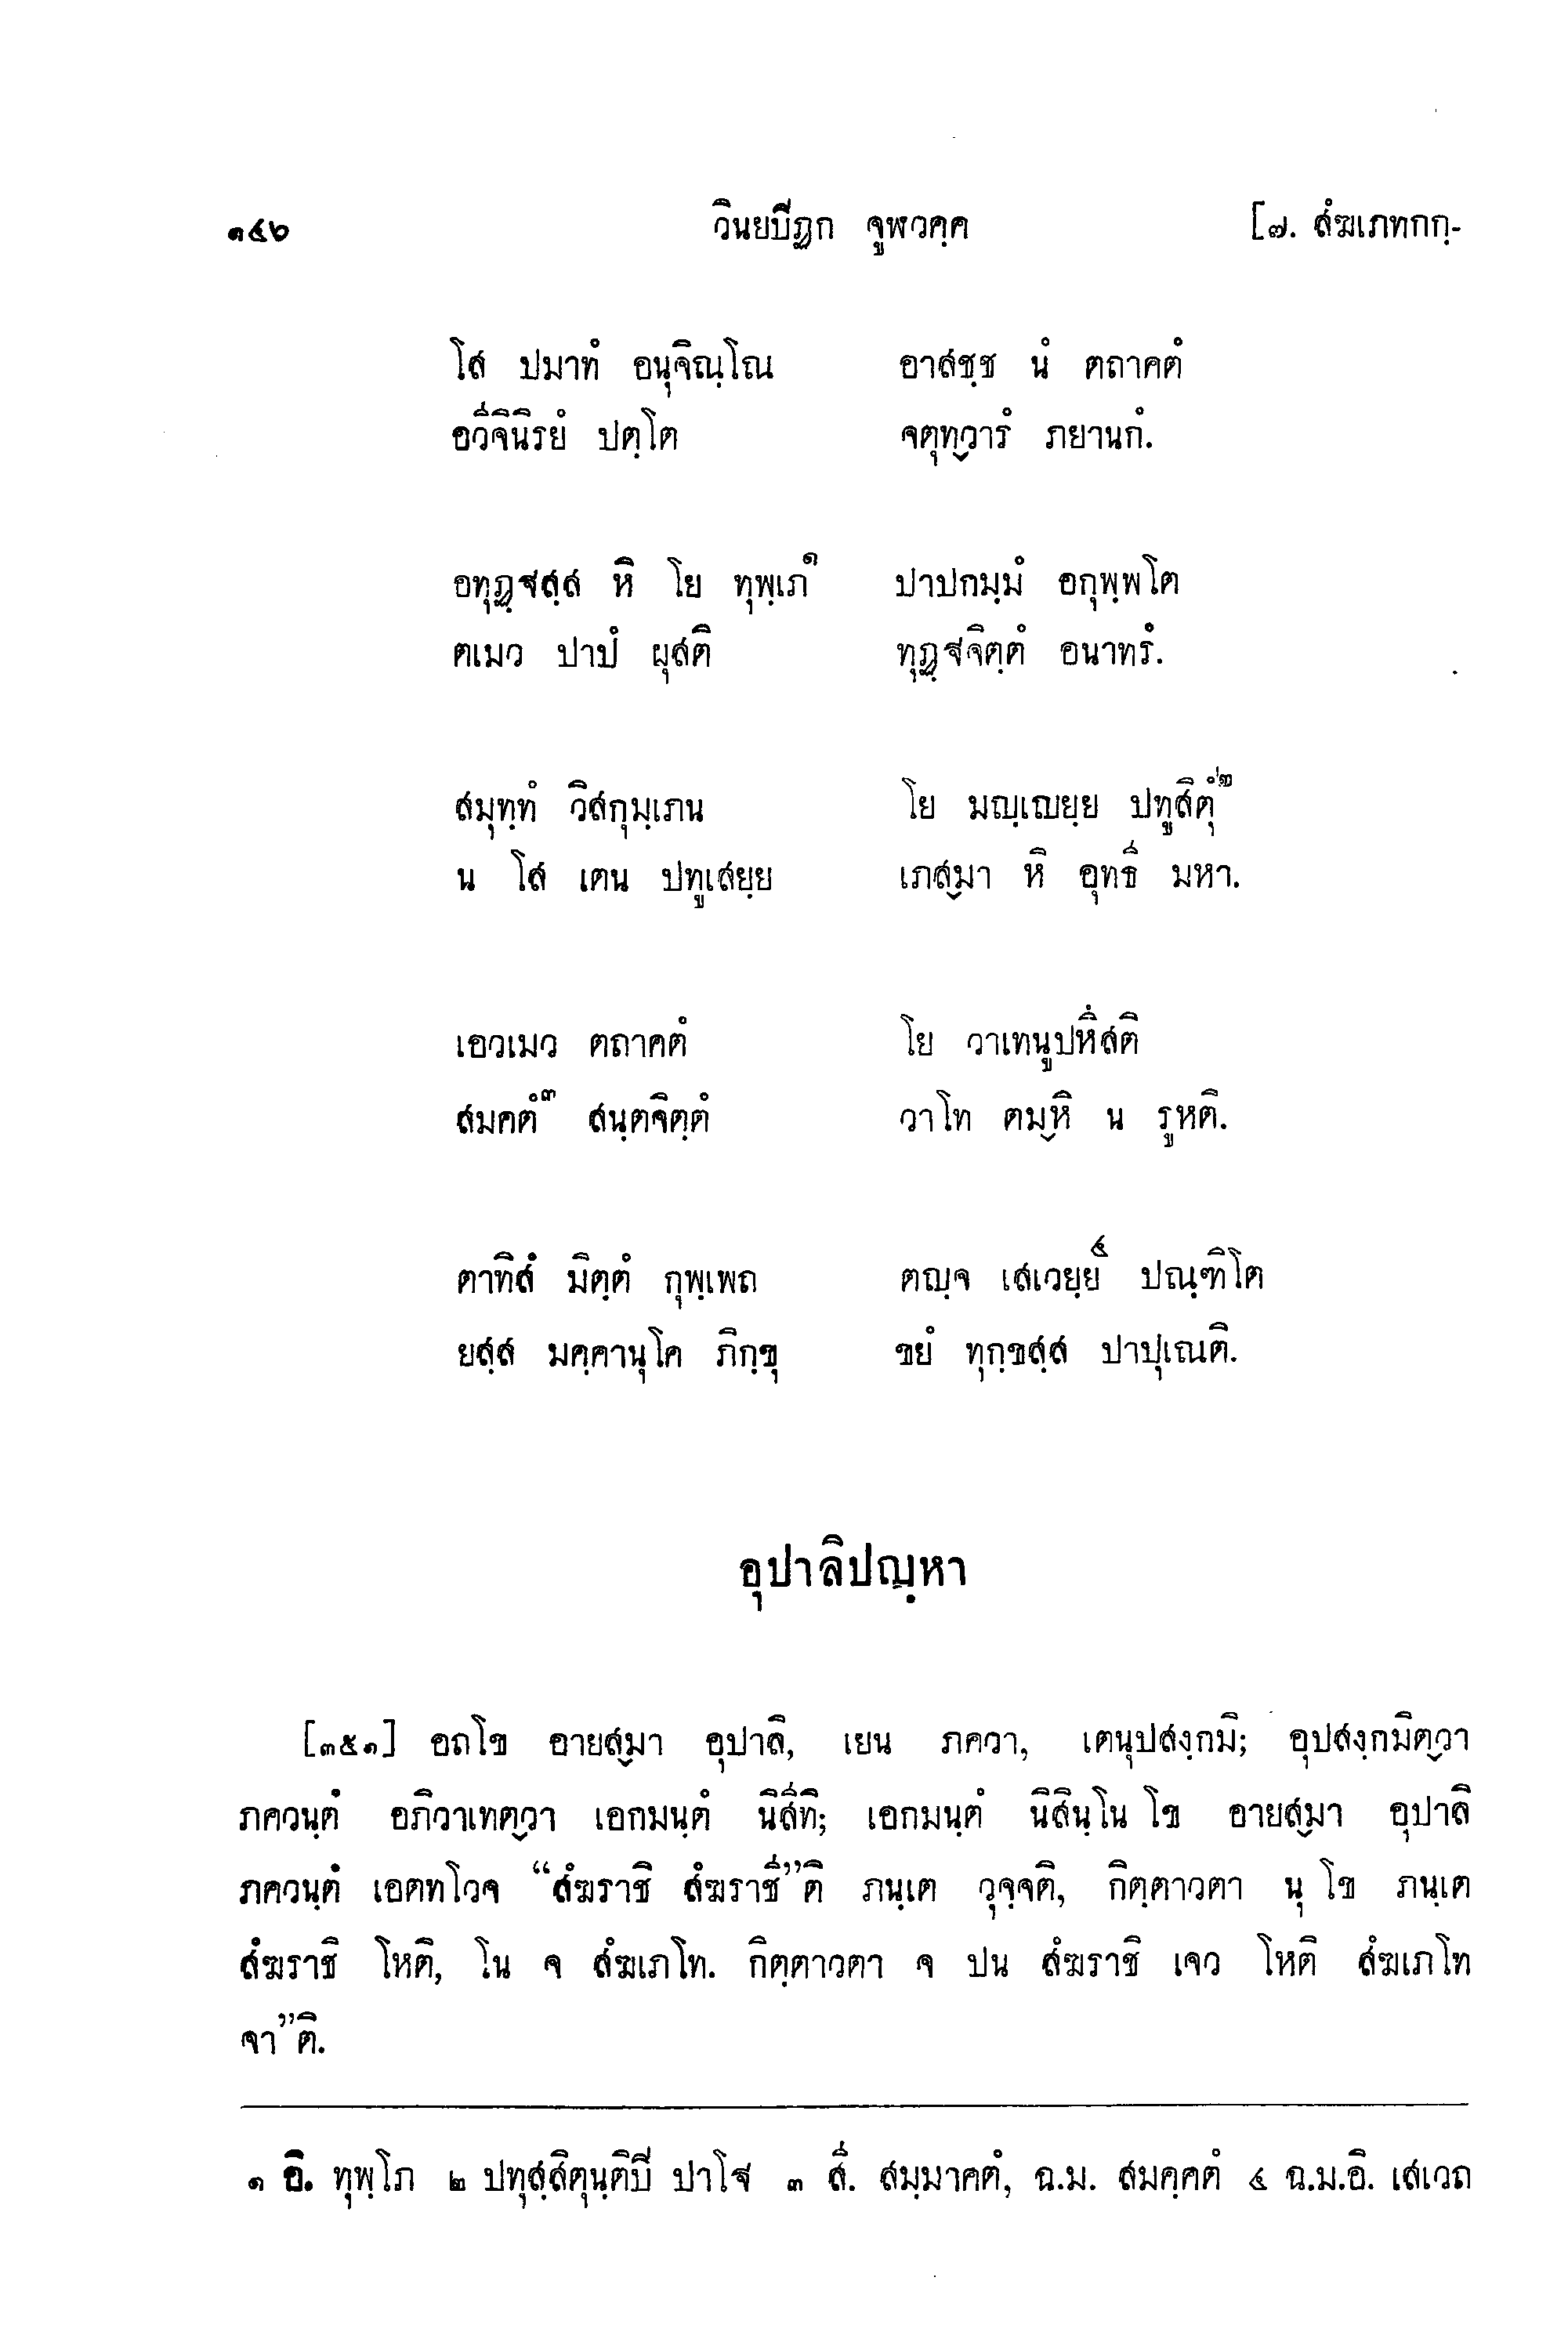 ๑๔๖ วินยปีฏก จูฬวคฺค [๗. สํฆเภทกกฺ-
โส ปมาทํ อนุจิณฺโณ อาสชฺช นํ ตถาคตํ
อวีจินิรยํ ปตฺโต จตุทฺวารํ ภยานกํ.
อทุฏฺฐสฺส หิ โย ทุพฺเภ๑ ปาปกมฺมํ อกุพฺพโต
ตเมว ปาปํ ผุสติ ทุฏฺฐจิตฺตํ อนาทรํ.
สมุทฺทํ วิสกุมฺเภน โย มญฺเญยฺย ปทูสิตุํ๒
น โส เตน ปทูเสยฺย เภสฺมา หิ อุทธี มหา.
เอวเมว ตถาคตํ โย วาเทนูปหึสติ
สมคตํ๓ สนฺตจิตฺตํ วาโท ตมฺหิ น รูหติ.
ตาทิสํ มิตฺตํ กุพฺเพถ ตญฺจ เสเวยฺย๔ ปณฺฑิโต
ยสฺส มคฺคานุโค ภิกฺขุ ขยํ ทุกฺขสฺส ปาปุเณติ.
อุปาลิปญฺหา
[๓๕๑] อถโข อายสฺมา อุปาลิ, เยน ภควา, เตนุปสงฺกมิ; อุปสงฺกมิตฺวา
ภควนฺตํ อภิวาเทตฺวา เอกมนฺตํ นิสีทิ; เอกมนฺตํ นิสินฺโน โข อายสฺมา อุปาลิ
ภควนฺตํ เอตทโวจ “สํฆราชิ สํฆราชี”ติ ภนฺเต วุจฺจติ, กิตฺตาวตา นุ โข ภนฺเต
สํฆราชิ โหติ, โน จ สํฆเภโท. กิตฺตาวตา จ ปน สํฆราชิ เจว โหติ สํฆเภโท
จา”ติ.
๑ อิ. ทุพฺโภ ๒ ปทุสฺสิตุนฺติปี ปาโฐ ๓ สี. สมฺมาคตํ, ฉ.ม. สมคฺคตํ ๔ ฉ.ม.อิ. เสเวถ